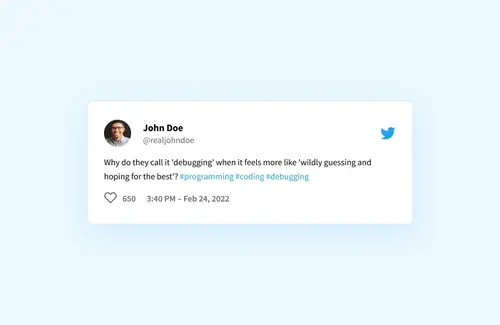 John Doe
@realjohndoe
Why do they call it 'debugging' when it feels more like 'wildly guessing and
hoping for the best'? #programming #coding #debugging
650 3:40 PM – Feb 24, 2022